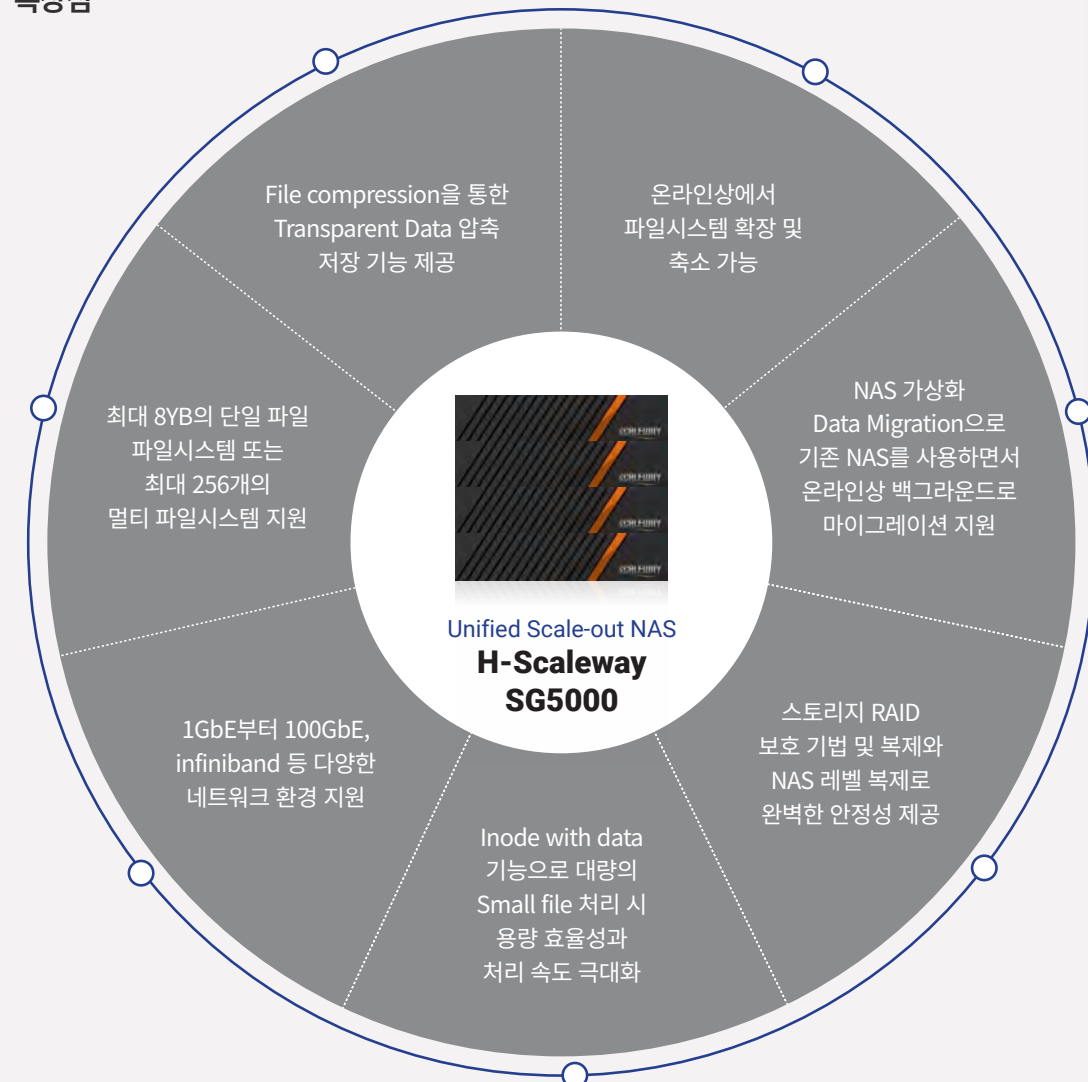 특장점
File compression을 통한
Transparent Data 압축
저장 기능 제공
온라인상에서
파일시스템 확장 및
축소 가능
최대 8YB의 단일 파일
파일시스템 또는
최대 256개의
멀티 파일시스템 지원
NAS 가상화
Data Migration으로
기존 NAS를 사용하면서
온라인상 백그라운드로
마이그레이션 지원
Unified Scale-out NAS
H-Scaleway
SG5000
1GbE부터 100GbE,
infiniband 등 다양한
네트워크 환경 지원
스토리지 RAID
보호 기법 및 복제와
NAS 레벨 복제로
완벽한 안정성 제공
Inode with data
기능으로 대량의
Small file 처리 시
용량 효율성과
처리 속도 극대화